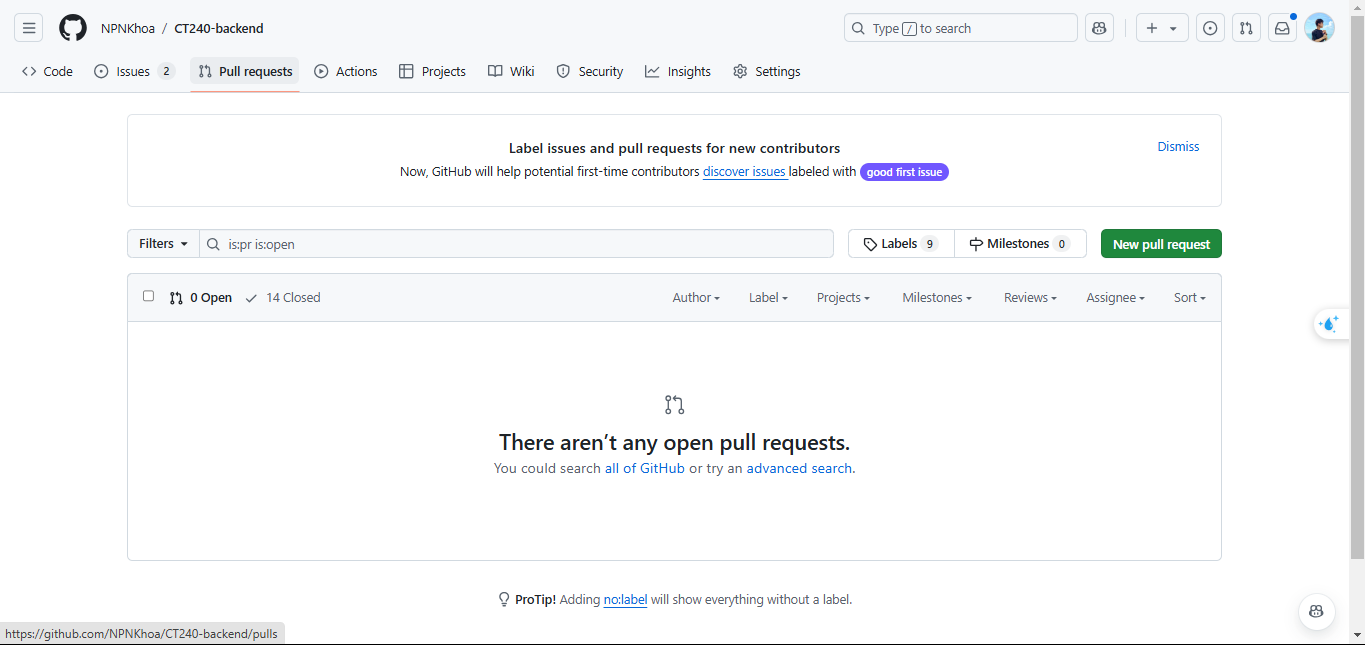 NPNKhoa / CT240-backend
Type / to search
Code Issues 2 Pull requests Actions Projects Wiki Security Insights Settings
Label issues and pull requests for new contributors
Dismiss
Now, GitHub will help potential first-time contributors discover issues labeled with good first issue
Filters is:pr is:open Labels 9 Milestones 0 New pull request
0 Open 14 Closed Author Label Projects Milestones Reviews Assignee Sort
There aren’t any open pull requests.
You could search all of GitHub or try an advanced search.
ProTip! Adding no:label will show everything without a label.
https://github.com/NPNKhoa/CT240-backend/pulls